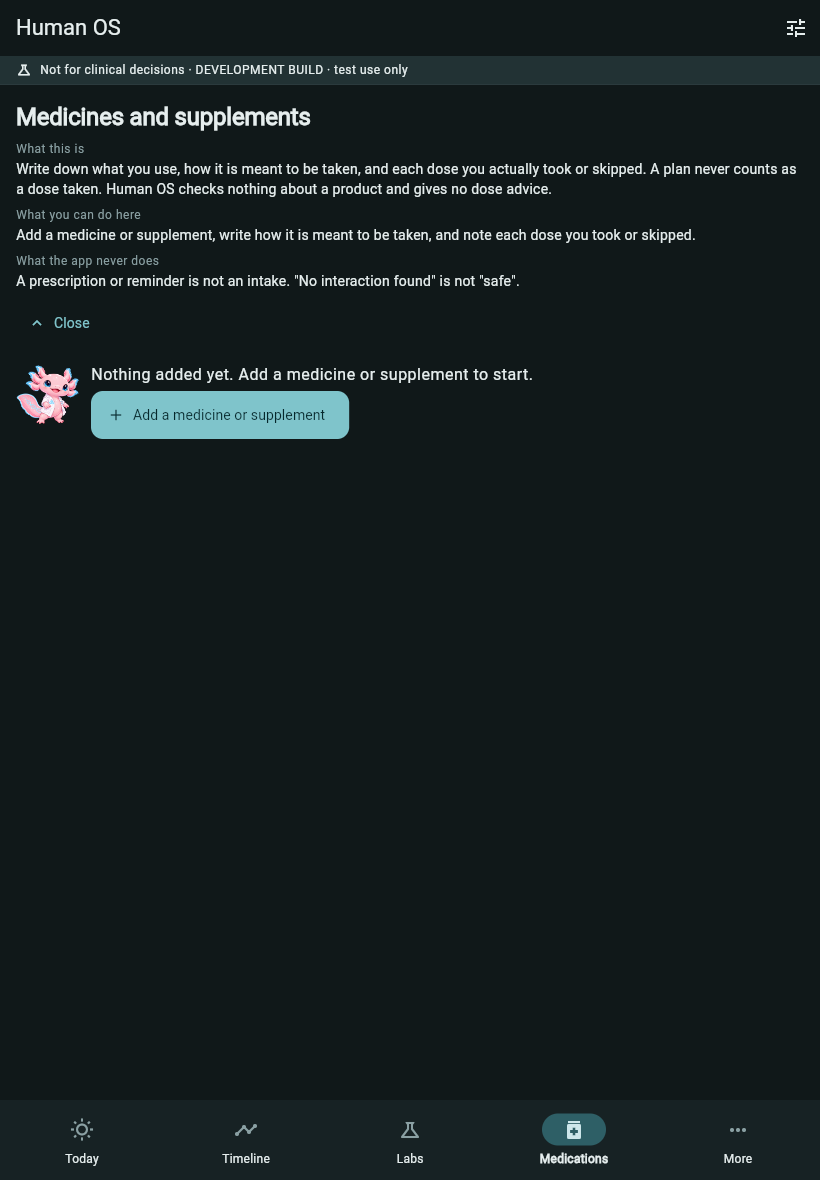 Human OS
Not for clinical decisions · DEVELOPMENT BUILD · test use only
Medicines and supplements
What this is
Write down what you use, how it is meant to be taken, and each dose you actually took or skipped. A plan never counts as
a dose taken. Human OS checks nothing about a product and gives no dose advice.
What you can do here
Add a medicine or supplement, write how it is meant to be taken, and note each dose you took or skipped.
What the app never does
A prescription or reminder is not an intake. "No interaction found" is not "safe".
Close
Nothing added yet. Add a medicine or supplement to start.
Add a medicine or supplement
Today
Timeline
Labs
Medications
More